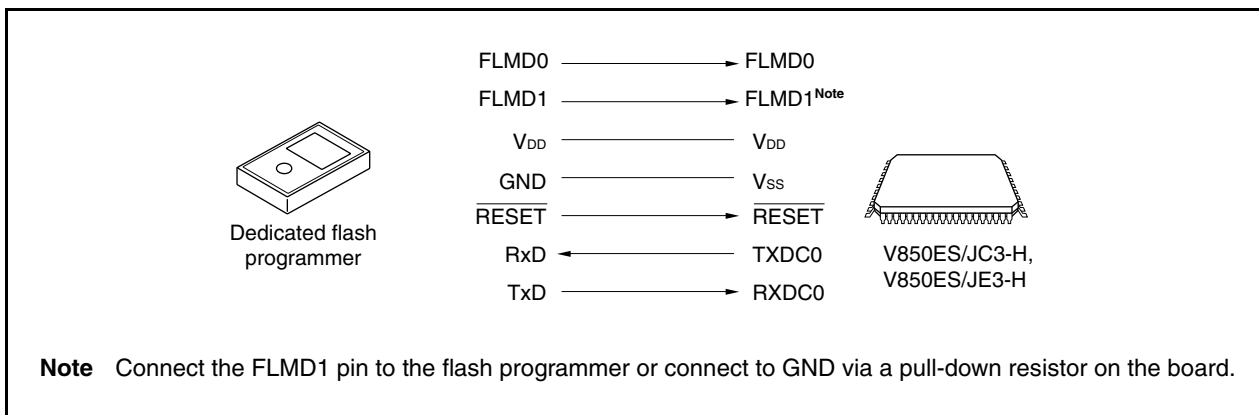 FLMD0 FLMD0
FLMD1 FLMD1Note
VDD VDD
GND VSS
RESET RESET
RxD TXDC0
TxD RXDC0
Dedicated flash
programmer
V850ES/JC3-H,
V850ES/JE3-H
Note Connect the FLMD1 pin to the flash programmer or connect to GND via a pull-down resistor on the board.